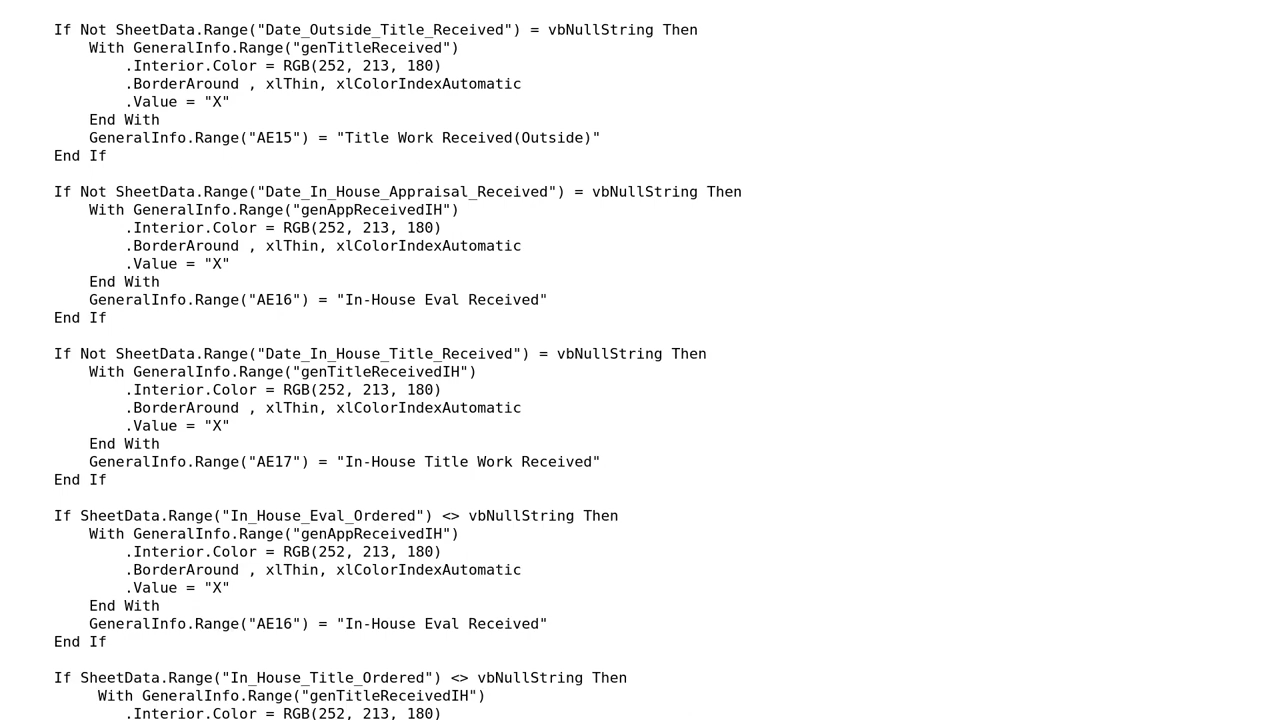 If Not SheetData.Range("Date_Outside_Title_Received") = vbNullString Then
    With GeneralInfo.Range("genTitleReceived")
        .Interior.Color = RGB(252, 213, 180)
        .BorderAround , xlThin, xlColorIndexAutomatic
        .Value = "X"
    End With
    GeneralInfo.Range("AE15") = "Title Work Received(Outside)"
End If

If Not SheetData.Range("Date_In_House_Appraisal_Received") = vbNullString Then
    With GeneralInfo.Range("genAppReceivedIH")
        .Interior.Color = RGB(252, 213, 180)
        .BorderAround , xlThin, xlColorIndexAutomatic
        .Value = "X"
    End With
    GeneralInfo.Range("AE16") = "In-House Eval Received"
End If

If Not SheetData.Range("Date_In_House_Title_Received") = vbNullString Then
    With GeneralInfo.Range("genTitleReceivedIH")
        .Interior.Color = RGB(252, 213, 180)
        .BorderAround , xlThin, xlColorIndexAutomatic
        .Value = "X"
    End With
    GeneralInfo.Range("AE17") = "In-House Title Work Received"
End If

If SheetData.Range("In_House_Eval_Ordered") <> vbNullString Then
    With GeneralInfo.Range("genAppReceivedIH")
        .Interior.Color = RGB(252, 213, 180)
        .BorderAround , xlThin, xlColorIndexAutomatic
        .Value = "X"
    End With
    GeneralInfo.Range("AE16") = "In-House Eval Received"
End If

If SheetData.Range("In_House_Title_Ordered") <> vbNullString Then
     With GeneralInfo.Range("genTitleReceivedIH")
        .Interior.Color = RGB(252, 213, 180)